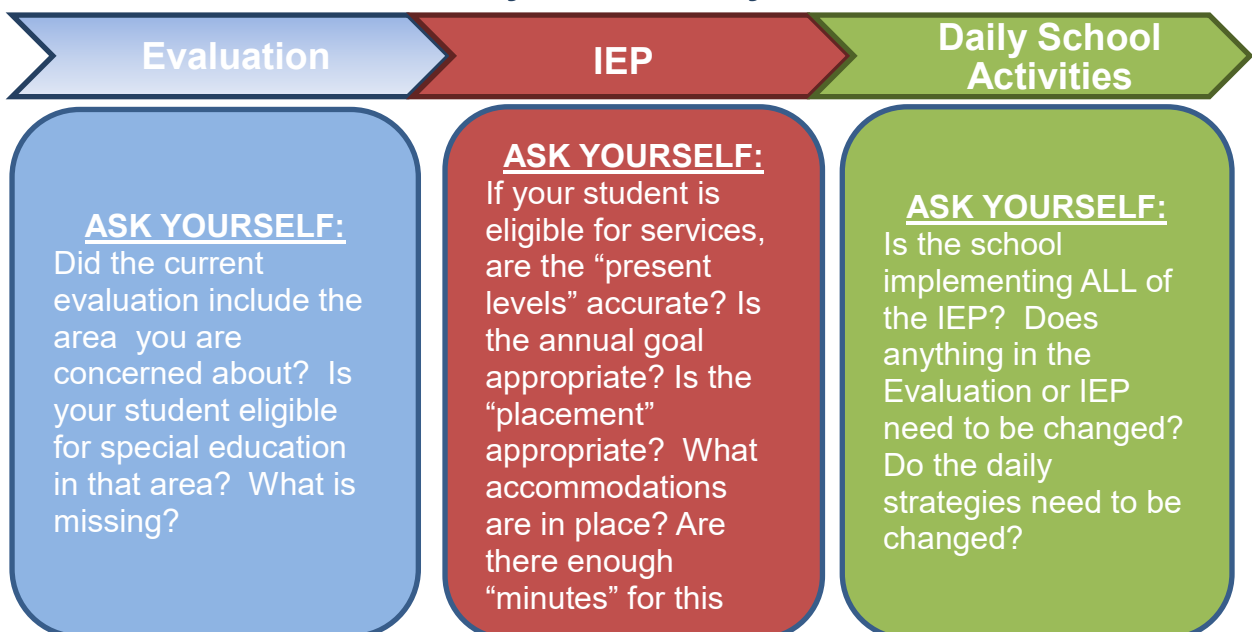 Evaluation
IEP
Daily School
Activities
ASK YOURSELF:
Did the current
evaluation include the
area  you are
concerned about?  Is
your student eligible
for special education
in that area?  What is
missing?
ASK YOURSELF:
If your student is
eligible for services,
are the “present
levels” accurate? Is
the annual goal
appropriate? Is the
“placement”
appropriate?  What
accommodations
are in place? Are
there enough
“minutes” for this
ASK YOURSELF:
Is the school
implementing ALL of
the IEP?  Does
anything in the
Evaluation or IEP
need to be changed?
Do the daily
strategies need to be
changed?